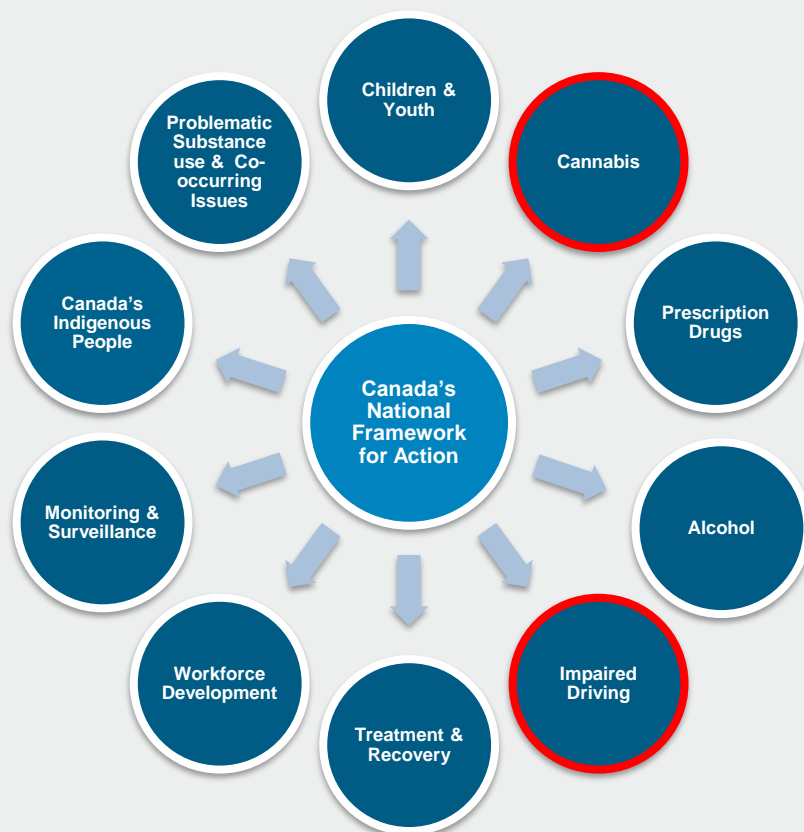 Children &
Youth
Cannabis
Prescription
Drugs
Alcohol
Impaired
Driving
Treatment &
Recovery
Workforce
Development
Monitoring &
Surveillance
Canada's
Indigenous
People
Problematic
Substance
use & Co-
occurring
Issues
Canada's
National
Framework
for Action